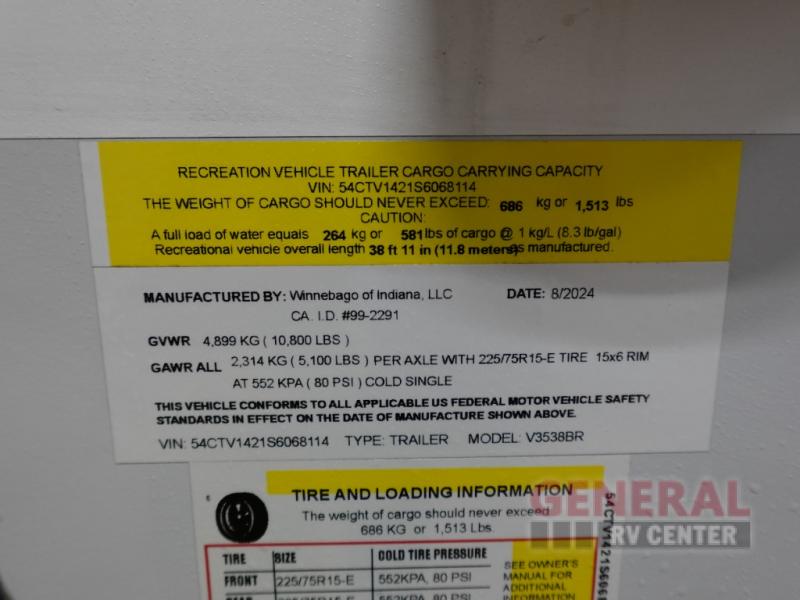 RECREATION VEHICLE TRAILER CARGO CARRYING CAPACITY
VIN: 54CTV1421S6068114
THE WEIGHT OF CARGO SHOULD NEVER EXCEED: 686 kg or 1,513 lbs
CAUTION:
A full load of water equals 264 kg or 581 lbs of cargo @ 1 kg/L (8.3 lb/gal)
Recreational vehicle overall length 38 ft 11 in (11.8 meters) as manufactured.
MANUFACTURED BY: Winnebago of Indiana, LLC DATE: 8/2024
CA. I.D. #99-2291
GVWR 4,899 KG ( 10,800 LBS )
GAWR ALL 2,314 KG ( 5,100 LBS ) PER AXLE WITH 225/75R15-E TIRE 15x6 RIM
AT 552 KPA ( 80 PSI ) COLD SINGLE
THIS VEHICLE CONFORMS TO ALL APPLICABLE US FEDERAL MOTOR VEHICLE SAFETY
STANDARDS IN EFFECT ON THE DATE OF MANUFACTURE SHOWN ABOVE.
VIN: 54CTV1421S6068114 TYPE: TRAILER MODEL: V3538BR
TIRE AND LOADING INFORMATION
The weight of cargo should never exceed
686 KG or 1,513 Lbs.
TIRE SIZE COLD TIRE PRESSURE
FRONT 225/75R15-E 552KPA, 80 PSI
SEE OWNER'S
MANUAL FOR
ADDITIONAL
INFORMATION
54CTV1421S606
GENERAL
RV CENTER